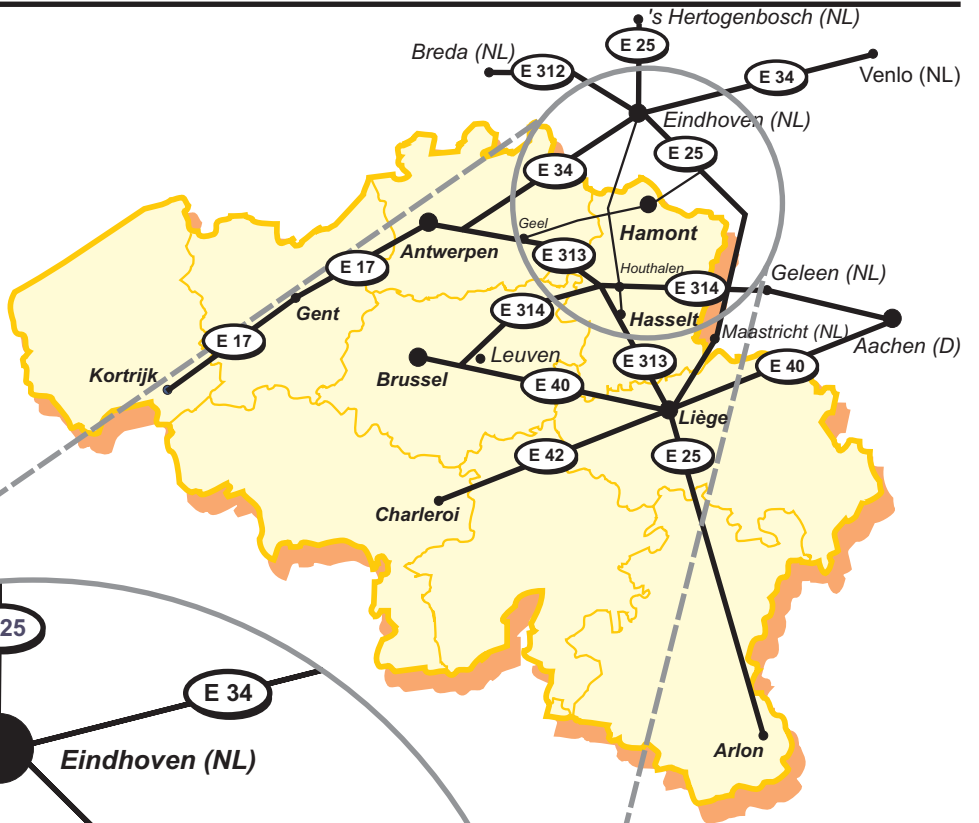 's Hertogenbosch (NL)
E 25
Breda (NL)
E 312
E 34
Venlo (NL)
Eindhoven (NL)
E 25
E 34
Geel
Hamont
Antwerpen
E 313
Houthalen
E 17
E 314
Geleen (NL)
Gent
E 314
Hasselt
Maastricht (NL)
Aachen (D)
E 17
Leuven
E 313
Kortrijk
Brussel
E 40
E 40
Liège
E 42
E 25
Charleroi
25
E 34
Eindhoven (NL)
Arlon